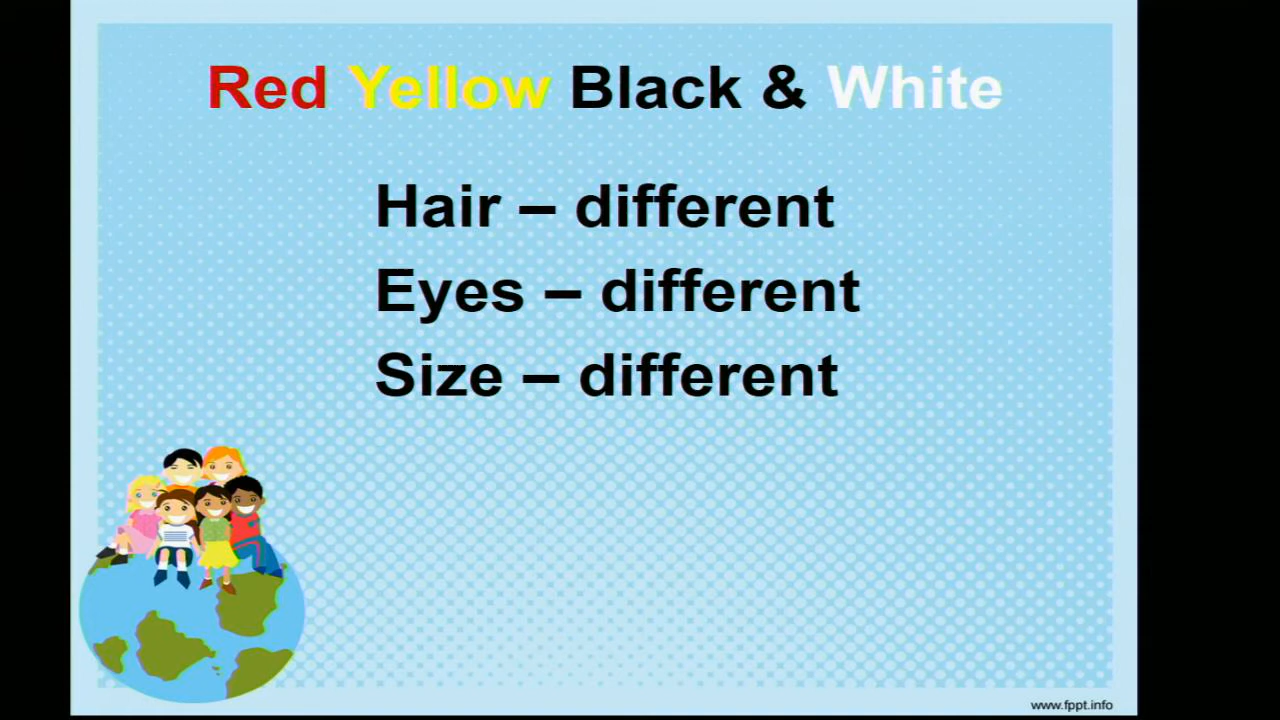 Red Yellow Black & White
Hair – different
Eyes – different
Size – different
www.fppt.info